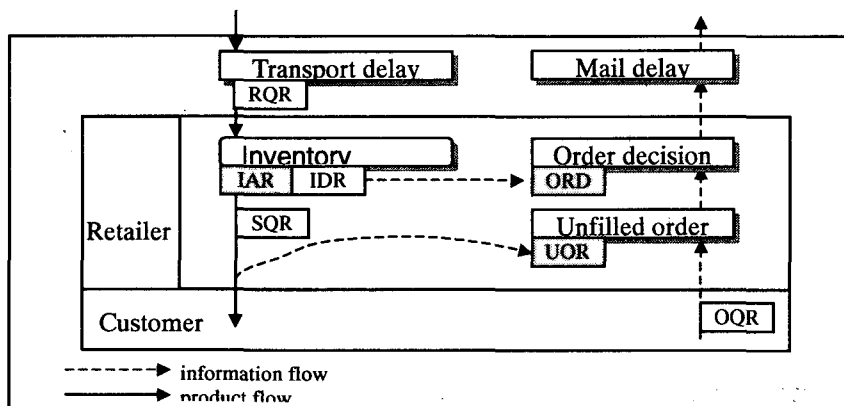 Transport delay
Mail delay
RQR
Inventory
Order decision
IAR
IDR
ORD
SQR
Unfilled order
Retailer
UOR
Customer
OQR
information flow
product flow